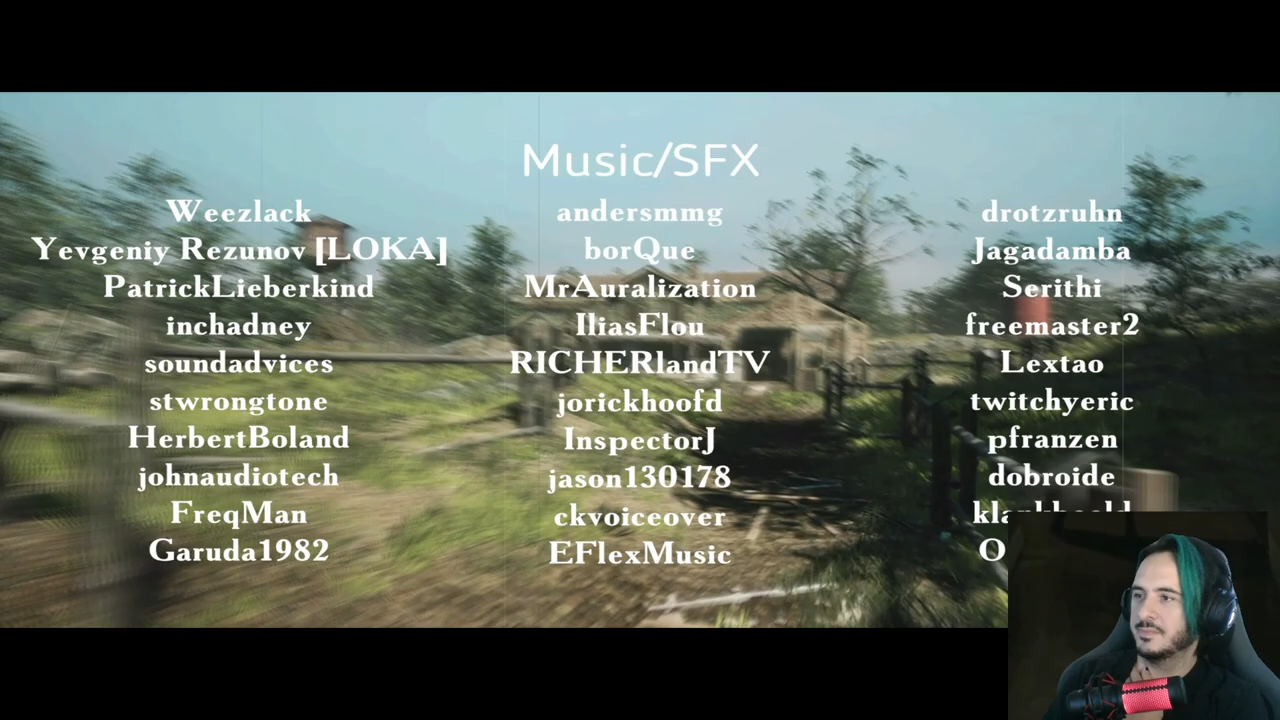 Music/SFX
Weezlack
Yevgeniy Rezunov [LOKA]
PatrickLieberkind
inchadney
soundadvices
stwrongtone
HerbertBoland
johnaudiotech
FreqMan
Garuda1982
andersmmg
borQue
MrAuralization
IliasFlou
RICHERlandTV
jorickhoofd
InspectorJ
jason130178
ckvoiceover
EFlexMusic
drotzruhn
Jagadamba
Serithi
freemaster2
Lextao
twitchyeric
pfranzen
dobroide